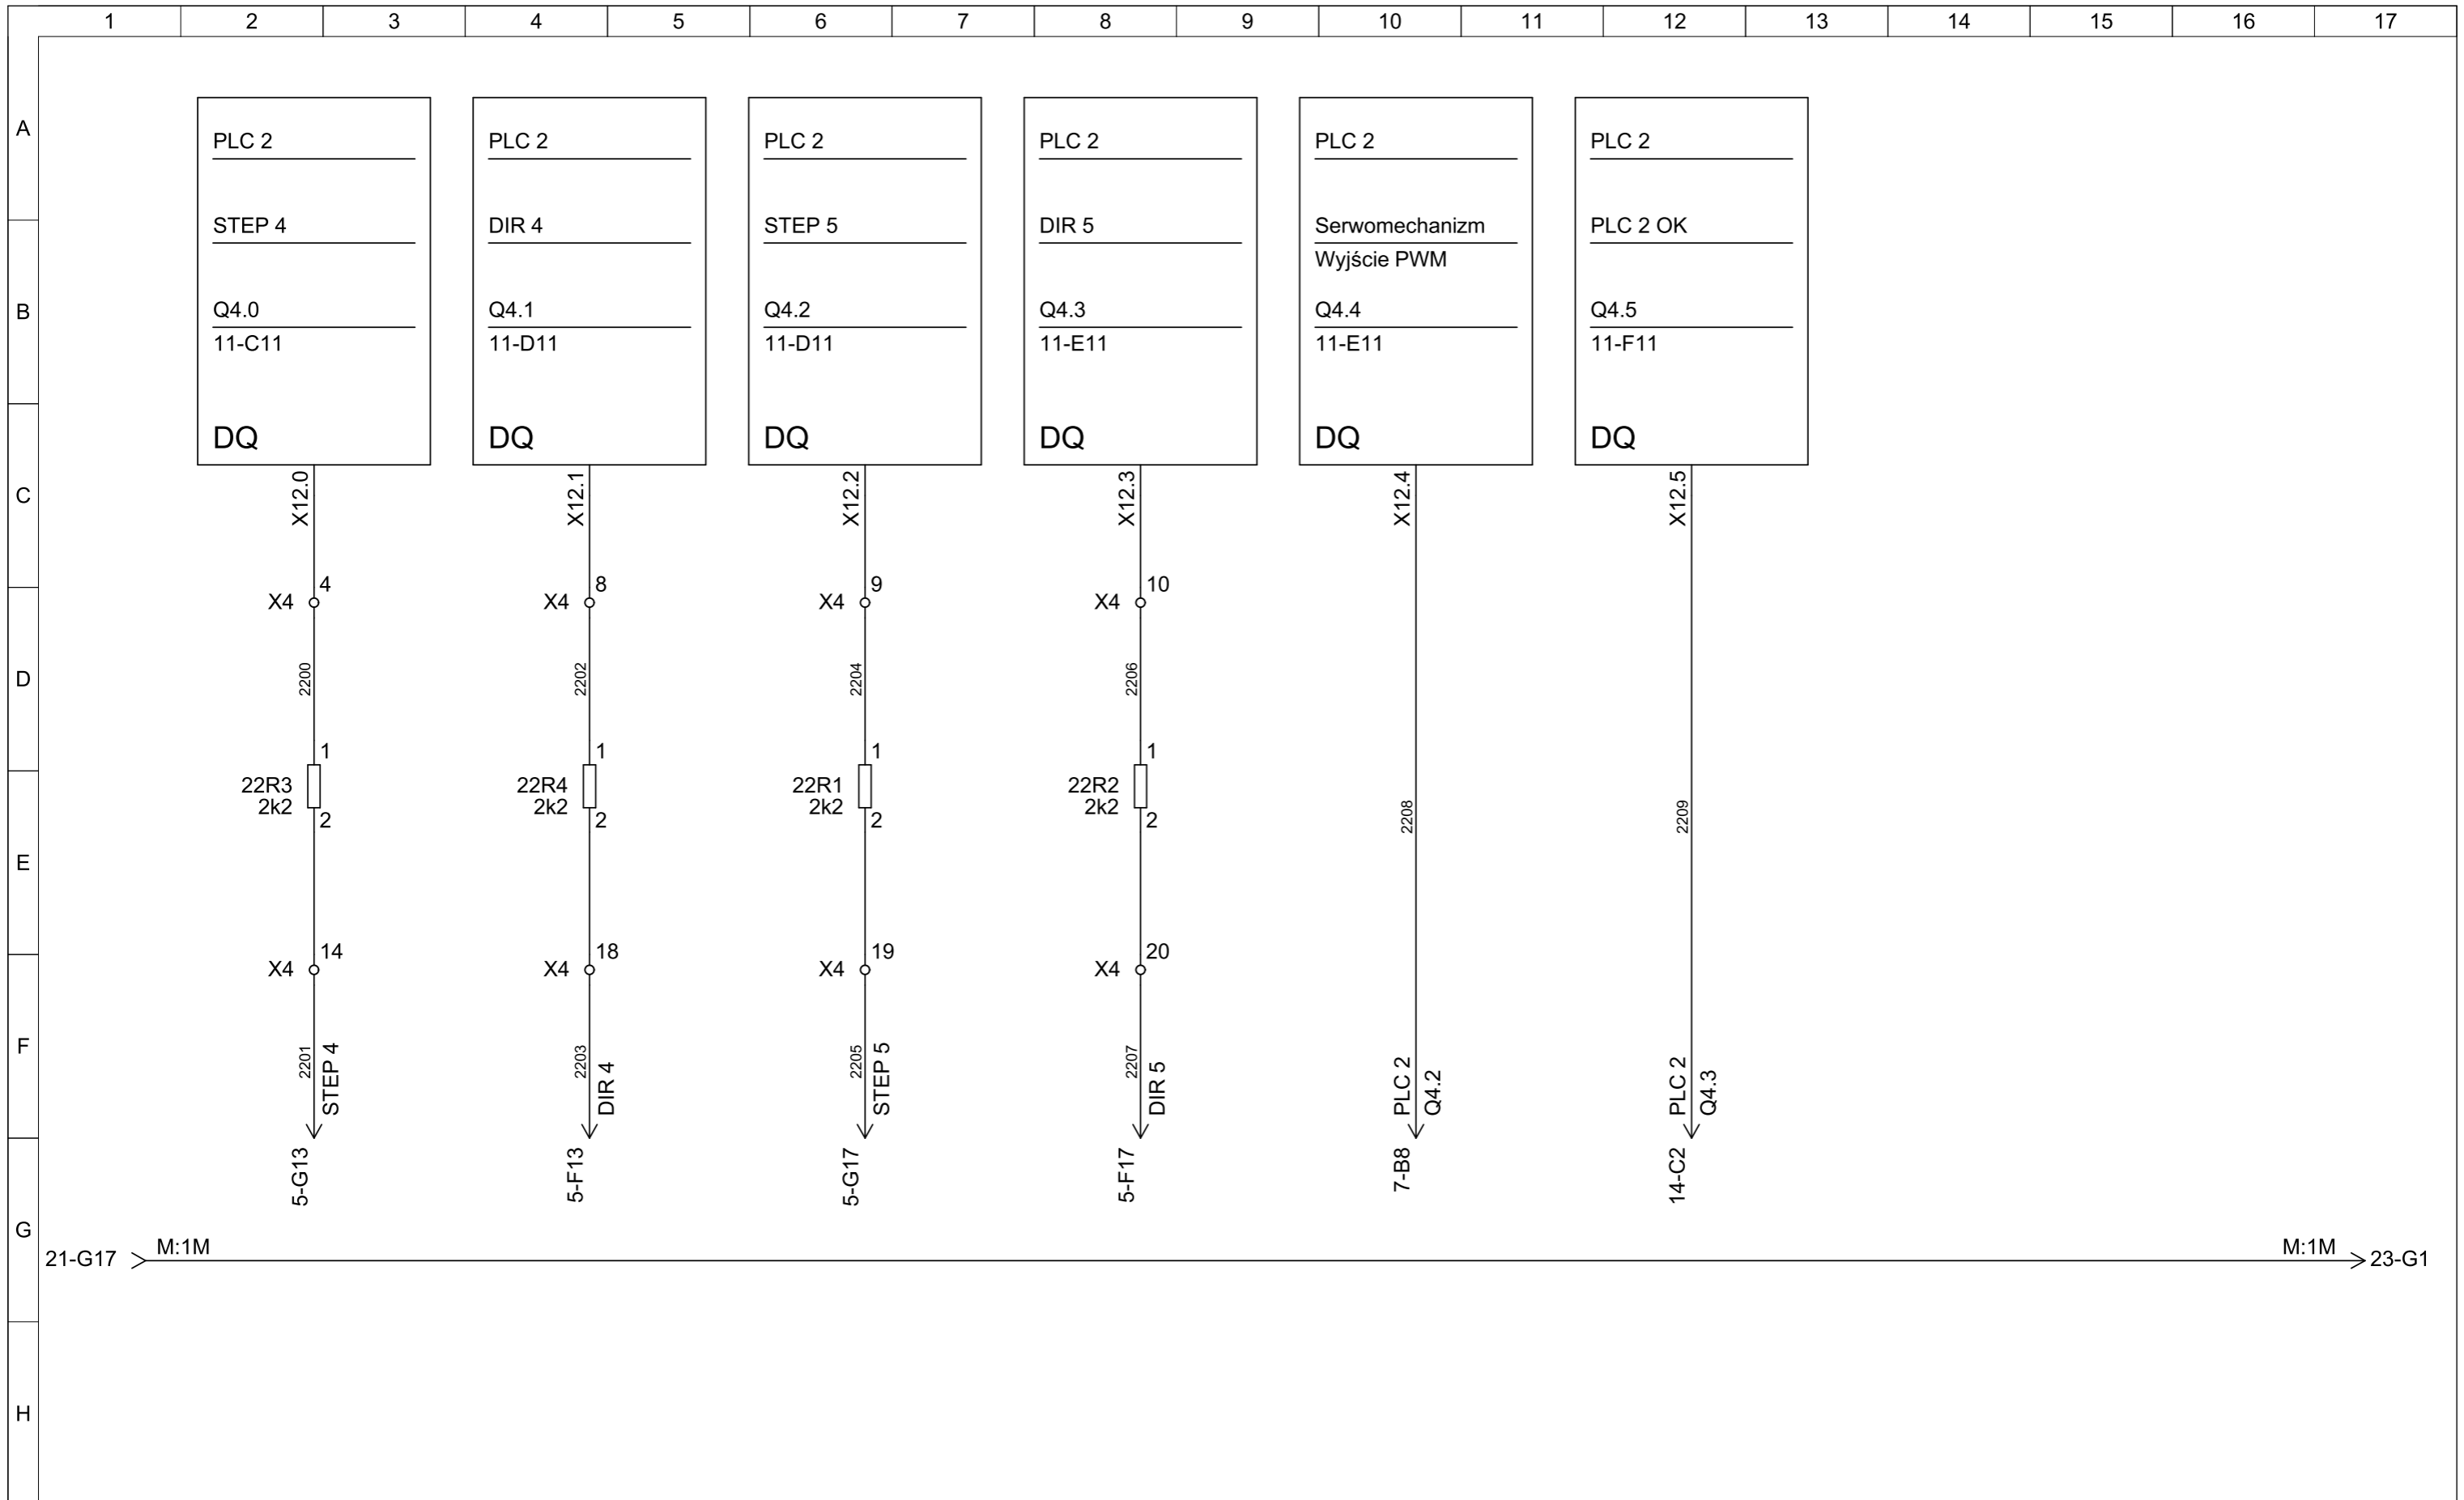 1 2 3 4 5 6 7 8 9 10 11 12 13 14 15 16 17
A
B
C
D
E
F
G
H
PLC 2
STEP 4
Q4.0
11-C11
DQ
X12.0
X4 4
2200
1
22R3
2k2
2
X4 14
2201
STEP 4
5-G13
PLC 2
DIR 4
Q4.1
11-D11
DQ
X12.1
X4 8
2202
1
22R4
2k2
2
X4 18
2203
DIR 4
5-F13
PLC 2
STEP 5
Q4.2
11-D11
DQ
X12.2
X4 9
2204
1
22R1
2k2
2
X4 19
2205
STEP 5
5-G17
PLC 2
DIR 5
Q4.3
11-E11
DQ
X12.3
X4 10
2206
1
22R2
2k2
2
X4 20
2207
DIR 5
5-F17
PLC 2
Serwomechanizm
Wyjście PWM
Q4.4
11-E11
DQ
X12.4
2208
PLC 2
Q4.2
7-B8
PLC 2
PLC 2 OK
Q4.5
11-F11
DQ
X12.5
2209
PLC 2
Q4.3
14-C2
21-G17 M:1M M:1M 23-G1